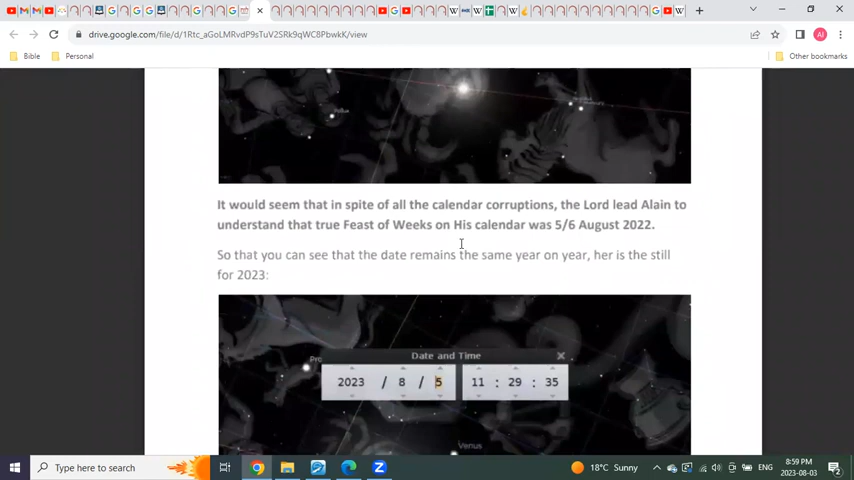 drive.google.com/file/d/1Rtc_aGoLMRvdP9sTuV2SRk9qWC8PbwkK/view
Bible
Personal
Other bookmarks
It would seem that in spite of all the calendar corruptions, the Lord lead Alain to
understand that true Feast of Weeks on His calendar was 5/6 August 2022.
So that you can see that the date remains the same year on year, her is the still
for 2023:
Date and Time
2023 / 8 / 5 11 : 29 : 35
Venus
Type here to search
18°C Sunny
ENG
8:59 PM
2023-08-03
2